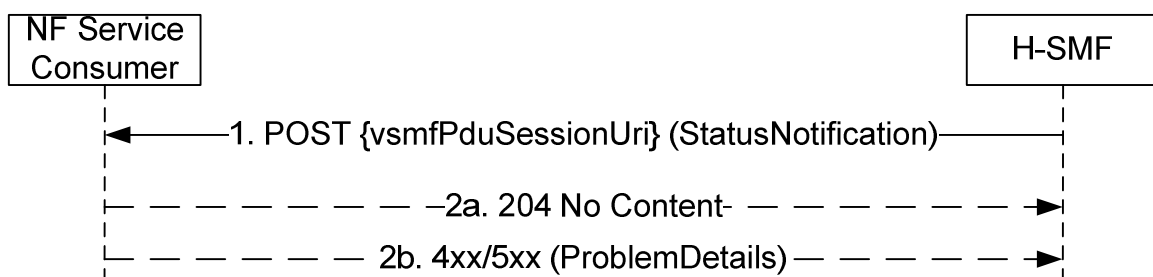 NF Service
Consumer
H-SMF
1. POST {vsmfPduSessionUri} (StatusNotification)
2a. 204 No Content
2b. 4xx/5xx (ProblemDetails)